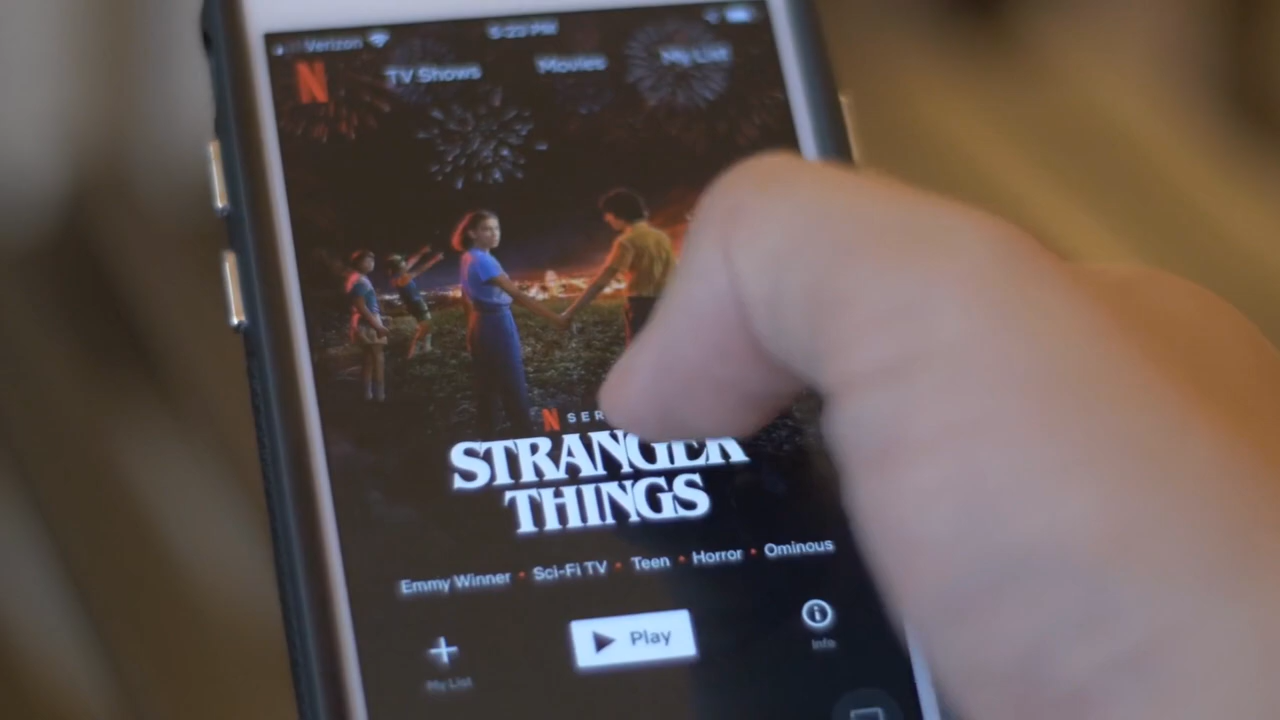 Verizon 5:23 PM
N TV Shows Movies My List
N SER
STRANGER
THINGS
Emmy Winner • Sci-Fi TV • Teen • Horror • Ominous
My List Play Info